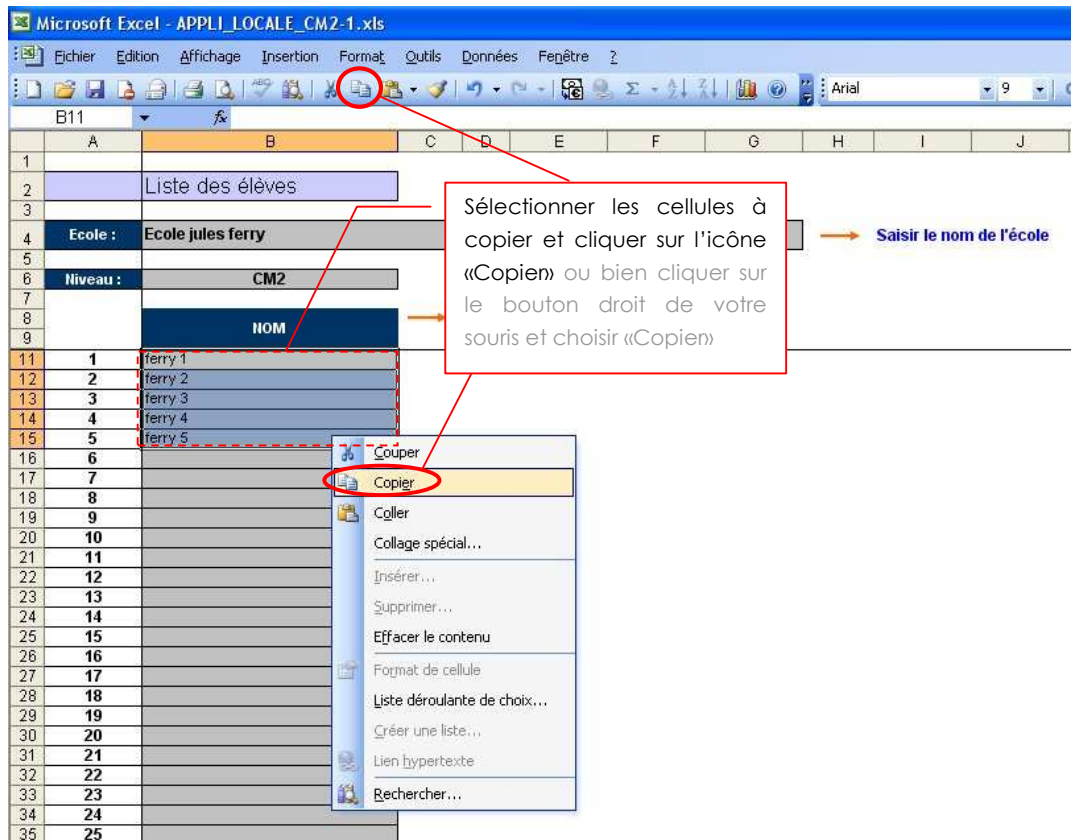 Microsoft Excel - APPLI_LOCALE_CM2-1.xls
Fichier Edition Affichage Insertion Format Outils Données Fenêtre ?
Arial 9
B11 fx
A B C D E F G H I J
1
2 Liste des élèves
3
4 Ecole : Ecole jules ferry Saisir le nom de l'école
5
6 Niveau : CM2
7
8
9 NOM
Sélectionner les cellules à
copier et cliquer sur l'icône
«Copier» ou bien cliquer sur
le bouton droit de votre
souris et choisir «Copier»
11 1 ferry 1
12 2 ferry 2
13 3 ferry 3
14 4 ferry 4
15 5 ferry 5
16 6
17 7
18 8
19 9
20 10
21 11
22 12
23 13
24 14
25 15
26 16
27 17
28 18
29 19
30 20
31 21
32 22
33 23
34 24
35 25
Couper
Copier
Coller
Collage spécial...
Insérer...
Supprimer...
Effacer le contenu
Format de cellule
Liste déroulante de choix...
Créer une liste...
Lien hypertexte
Rechercher...